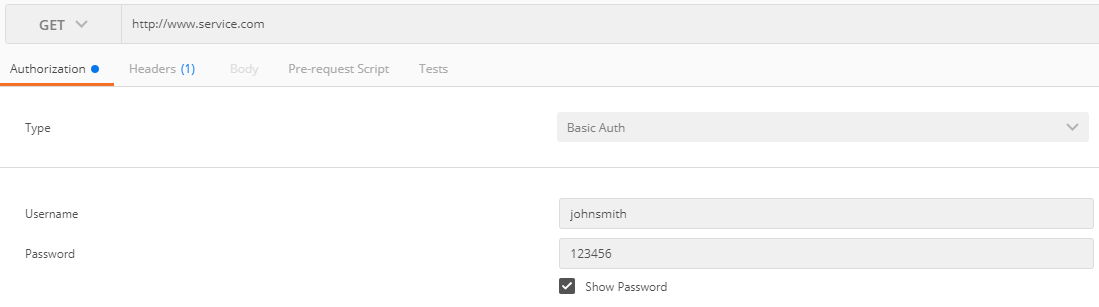 GET http://www.service.com
Authorization Headers (1) Body Pre-request Script Tests
Type Basic Auth
Username johnsmith
Password 123456
Show Password